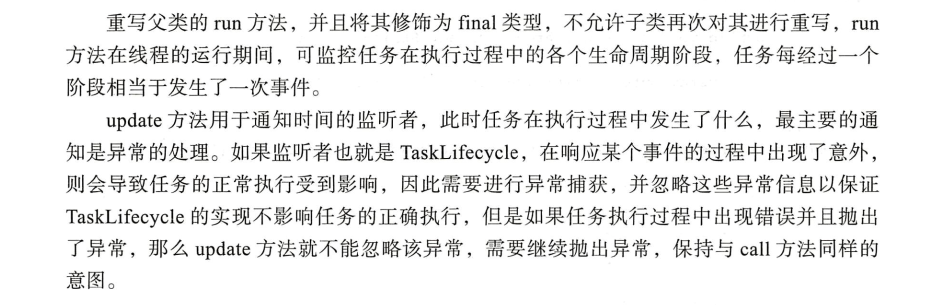 重写父类的 run 方法，并且将其修饰为 final 类型，不允许子类再次对其进行重写，run
方法在线程的运行期间，可监控任务在执行过程中的各个生命周期阶段，任务每经过一个
阶段相当于发生了一次事件。
update 方法用于通知时间的监听者，此时任务在执行过程中发生了什么，最主要的通
知是异常的处理。如果监听者也就是 TaskLifecycle，在响应某个事件的过程中出现了意外，
则会导致任务的正常执行受到影响，因此需要进行异常捕获，并忽略这些异常信息以保证
TaskLifecycle 的实现不影响任务的正确执行，但是如果任务执行过程中出现错误并且抛出
了异常，那么 update 方法就不能忽略该异常，需要继续抛出异常，保持与 call 方法同样的
意图。